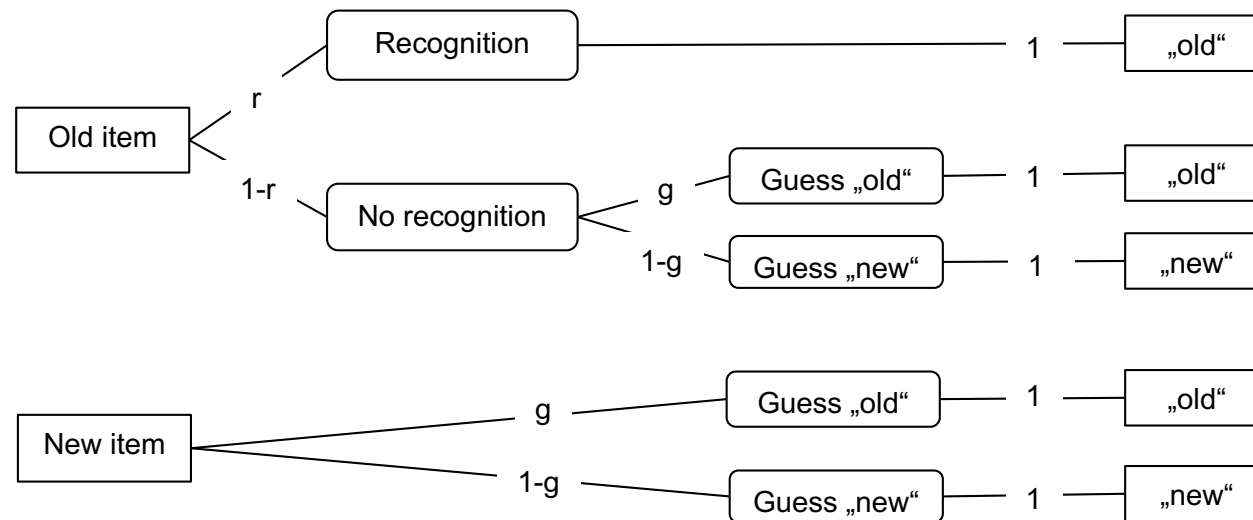 Recognition
1
„old“
r
Old item
1-r
No recognition
g
Guess „old“
1
„old“
1-g
Guess „new“
1
„new“
New item
g
Guess „old“
1
„old“
1-g
Guess „new“
1
„new“